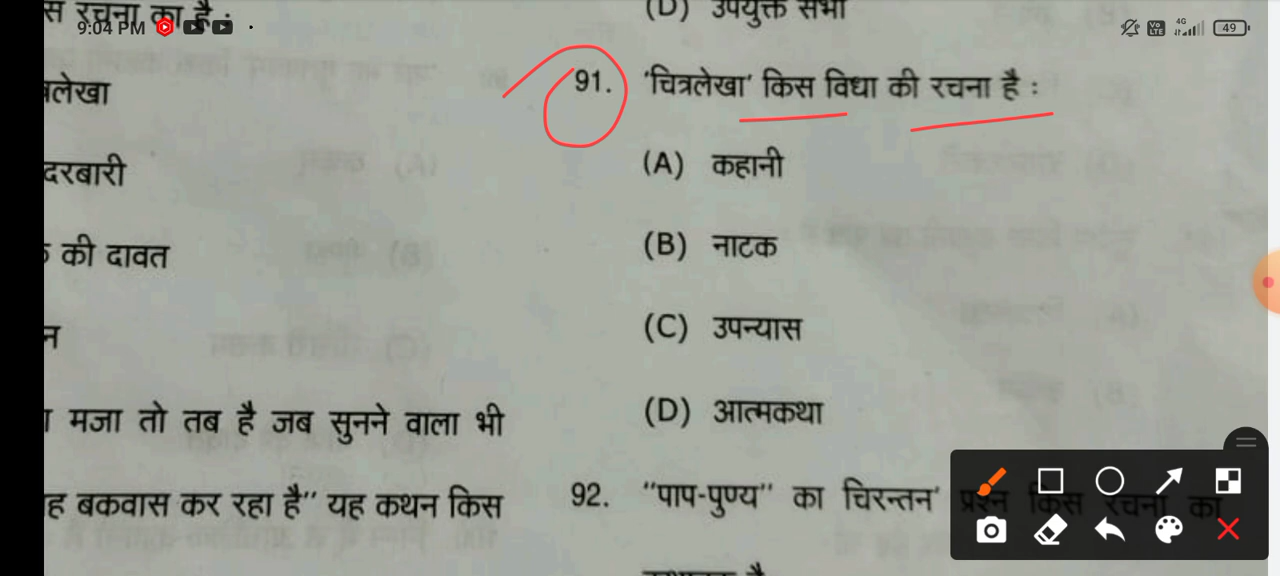 स रचना का है :
9:04 PM
4G
49
दरबारी
की दावत
मजा तो तब है जब सुनने वाला भी
बकवास कर रहा है" यह कथन किस
(D) उपर्युक्त सभी
91. 'चित्रलेखा' किस विधा की रचना है :
(A) कहानी
(B) नाटक
(C) उपन्यास
(D) आत्मकथा
92. "पाप-पुण्य" का चिरन्तन' प्रश्न किस रचना का